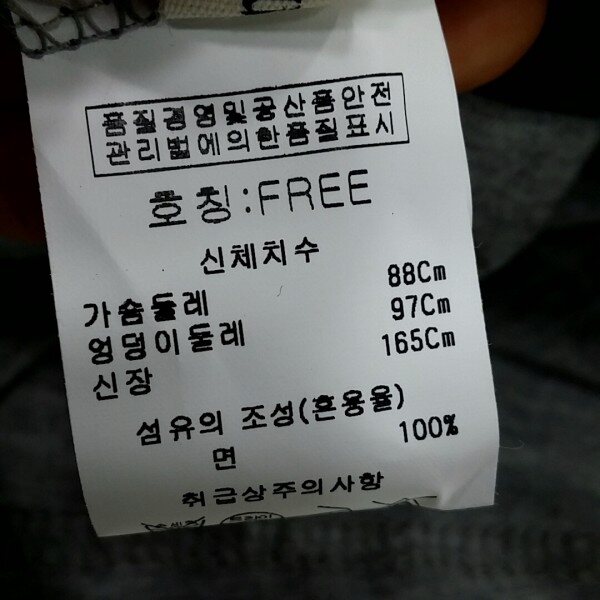 품질경영및공산품안전
관리법에의한품질표시
호칭:FREE
신체치수
가슴둘레 88Cm
엉덩이둘레 97Cm
신장 165Cm
섬유의 조성(혼용율)
면 100%
취급상주의사항